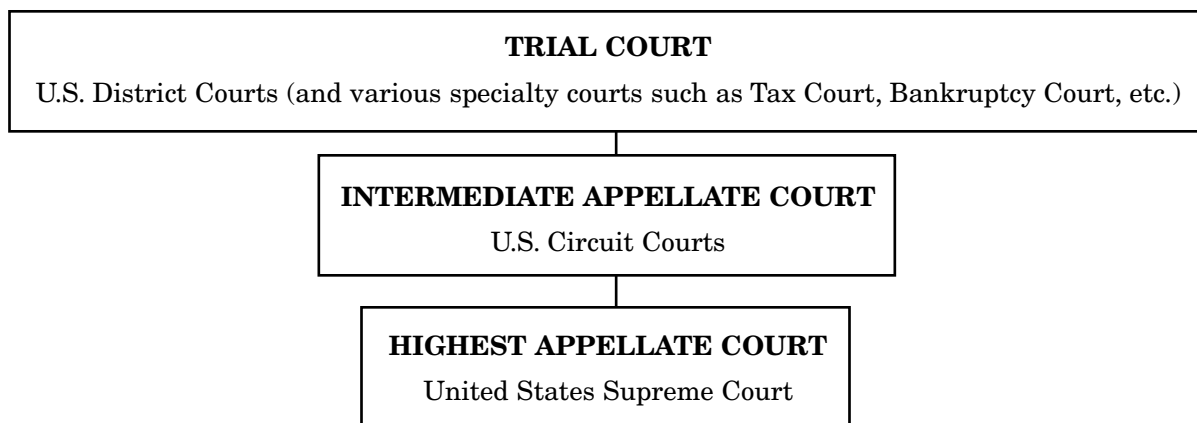 TRIAL COURT
U.S. District Courts (and various specialty courts such as Tax Court, Bankruptcy Court, etc.)
INTERMEDIATE APPELLATE COURT
U.S. Circuit Courts
HIGHEST APPELLATE COURT
United States Supreme Court